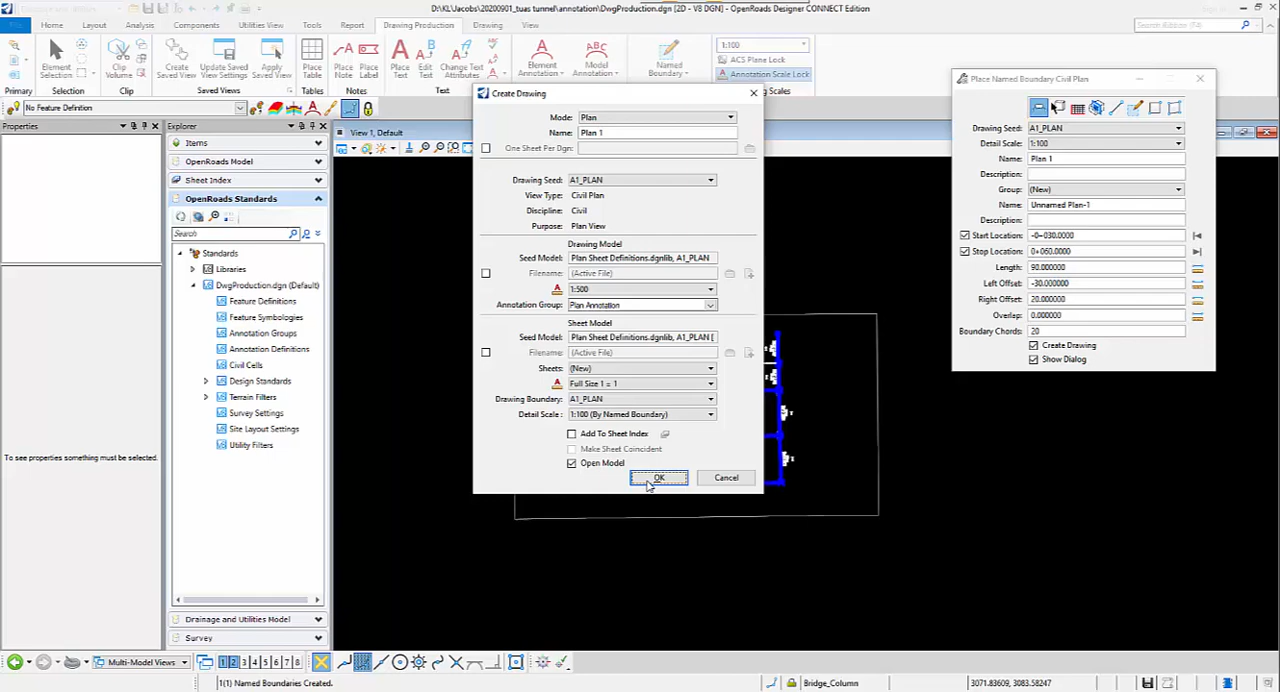 D:\KL\Jacobs\20200901_tuas tunnel\annotation\DwgProduction.dgn [2D - V8 DGN] - OpenRoads Designer CONNECT Edition
File Home Layout Annotations Components Utilities View Tools Report Drawing Production Drawing View
Search Ribbon (F4)
Element Selection
Clip Volume
Create Saved View
Update Saved View Settings
Apply Saved View
Place Table
Place Note
Place Label
Place Text
Edit Text
Change Text Attributes
Element Annotation
Model Annotation
Named Boundary
1:100
ACS Plane Lock
Annotation Scale Lock
Primary Selection Clip Saved Views Tables Notes Text
No Feature Definition
Properties
To see properties something must be selected.
Explorer
Items
OpenRoads Model
Sheet Index
OpenRoads Standards
Search
Standards
Libraries
DwgProduction.dgn (Default)
Feature Definitions
Feature Symbologies
Annotation Groups
Annotation Definitions
Civil Cells
Design Standards
Terrain Filters
Survey Settings
Site Layout Settings
Utility Filters
Drainage and Utilities Model
Survey
View 1, Default
Create Drawing
Mode: Plan
Name: Plan 1
One Sheet Per Dgn:
Drawing Seed: A1_PLAN
View Type: Civil Plan
Discipline: Civil
Purpose: Plan View
Drawing Model
Seed Model: Plan Sheet Definitions.dgnlib, A1_PLAN
Filename: (Active File)
1:500
Annotation Group: Plan Annotation
Sheet Model
Seed Model: Plan Sheet Definitions.dgnlib, A1_PLAN [
Filename: (Active File)
Sheets: (New)
Full Size 1 = 1
Drawing Boundary: A1_PLAN
Detail Scale : 1:100 (By Named Boundary)
Add To Sheet Index
Make Sheet Coincident
Open Model
OK Cancel
Place Named Boundary Civil Plan
Drawing Seed: A1_PLAN
Detail Scale: 1:100
Name: Plan 1
Description:
Group: (New)
Name: Unnamed Plan-1
Description:
Start Location: -0+030.0000
Stop Location: 0+060.0000
Length: 90.000000
Left Offset: -30.000000
Right Offset: 20.000000
Overlap: 0.000000
Boundary Chords: 20
Create Drawing
Show Dialog
Multi-Model Views 1 2 3 4 5 6 7 8
1(1) Named Boundaries Created.
Bridge_Column
3071.83609, 3083.58247